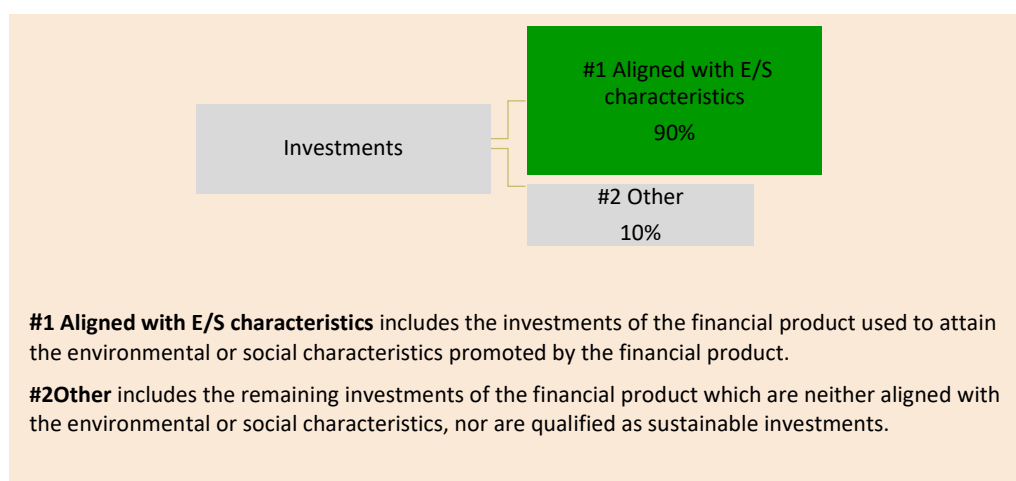 #1 Aligned with E/S
characteristics
90%
Investments
#2 Other
10%
#1 Aligned with E/S characteristics includes the investments of the financial product used to attain
the environmental or social characteristics promoted by the financial product.
#2Other includes the remaining investments of the financial product which are neither aligned with
the environmental or social characteristics, nor are qualified as sustainable investments.